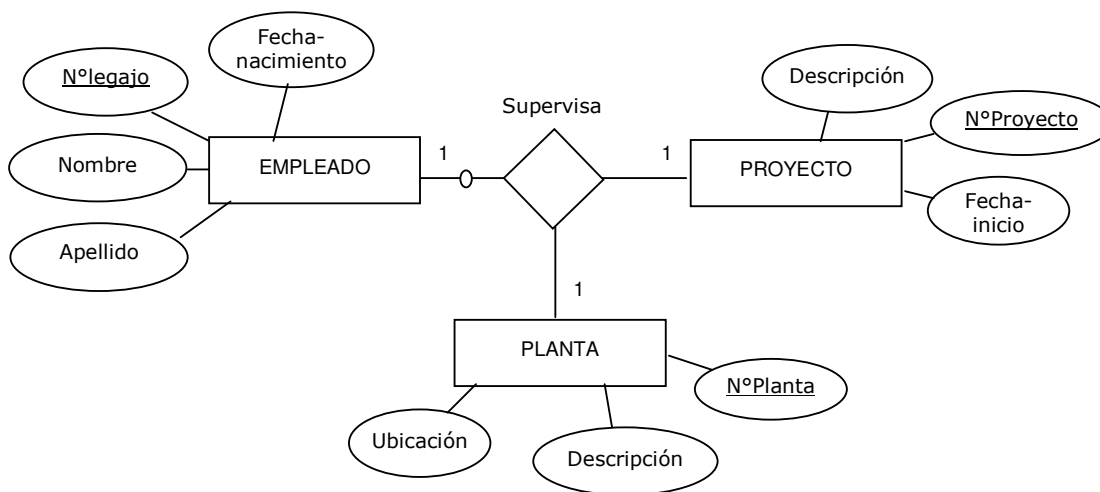 Fecha-
nacimiento
N°legajo
Nombre
Apellido
EMPLEADO
1
Supervisa
1
Descripción
N°Proyecto
PROYECTO
Fecha-
inicio
1
PLANTA
N°Planta
Ubicación
Descripción